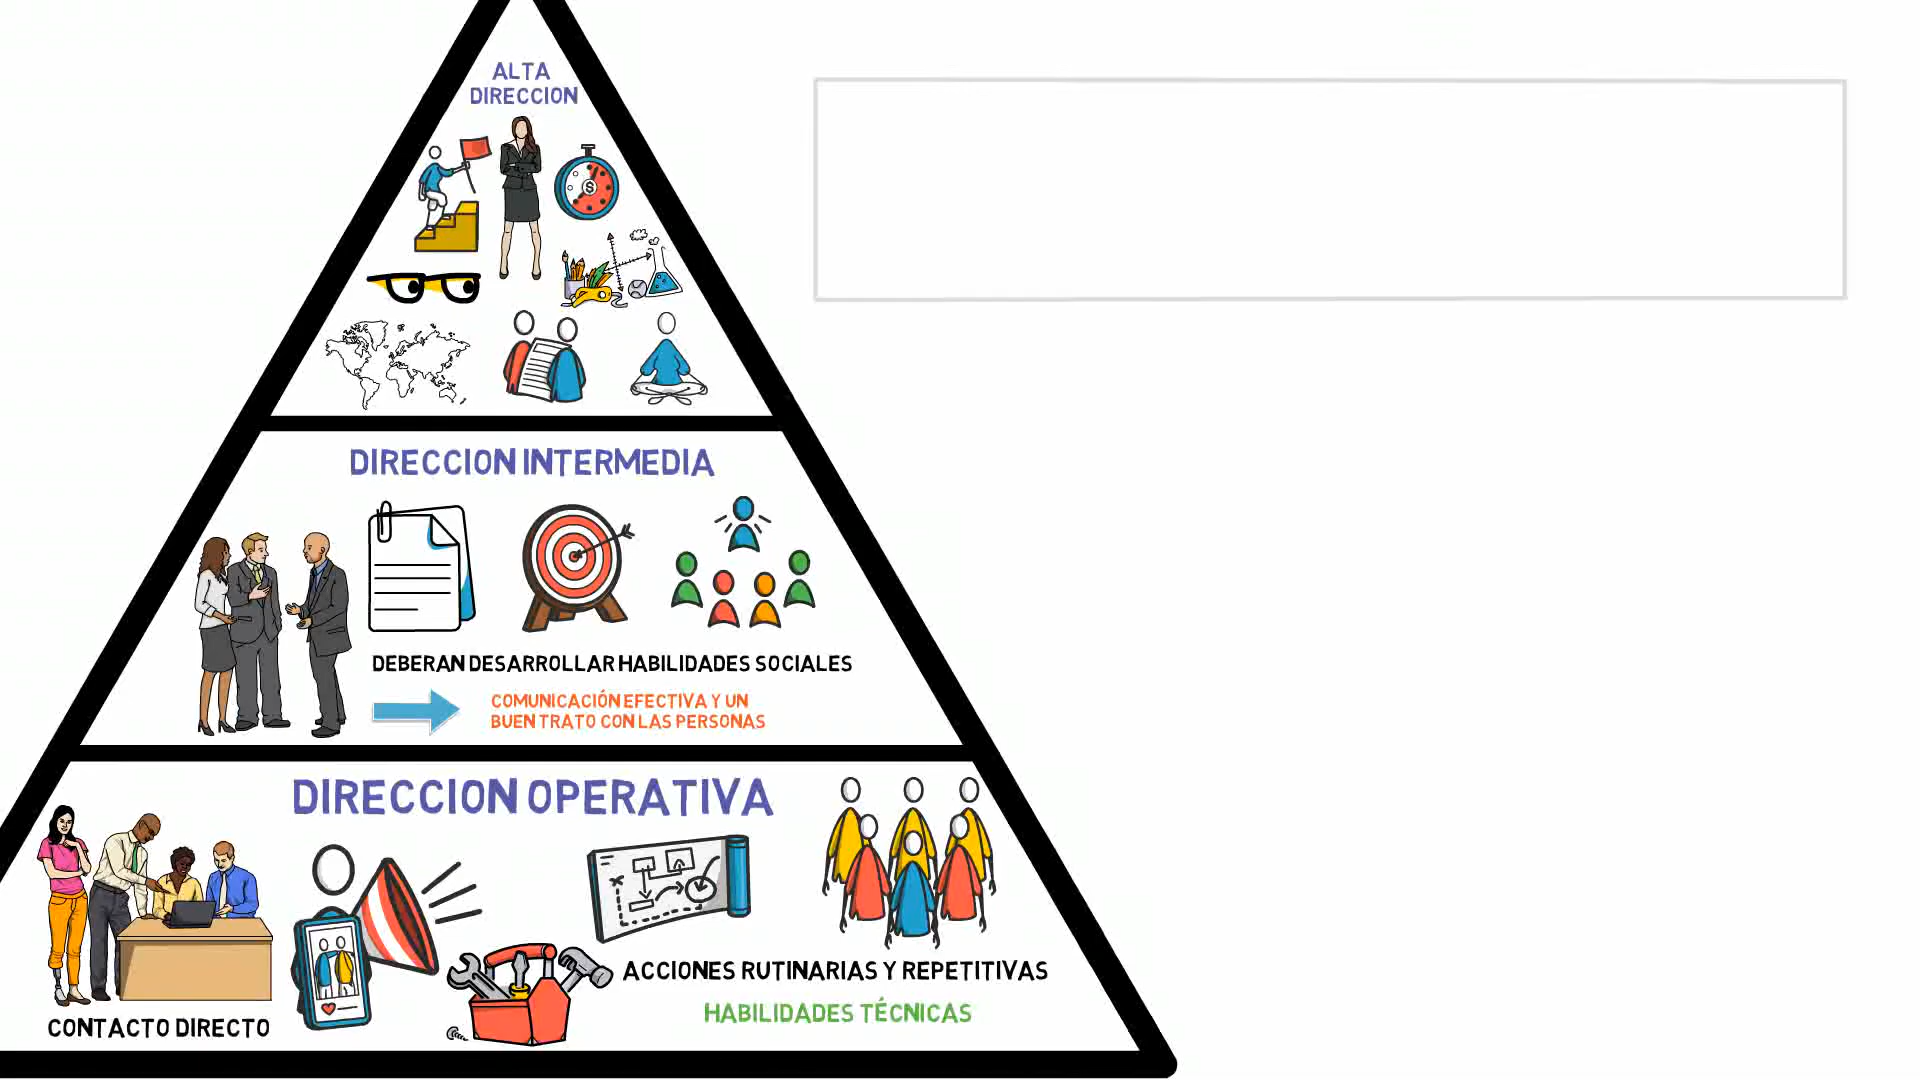 ALTA
DIRECCION
$
DIRECCION INTERMEDIA
DEBERAN DESARROLLAR HABILIDADES SOCIALES
COMUNICACIÓN EFECTIVA Y UN
BUEN TRATO CON LAS PERSONAS
DIRECCION OPERATIVA
ACCIONES RUTINARIAS Y REPETITIVAS
HABILIDADES TÉCNICAS
CONTACTO DIRECTO